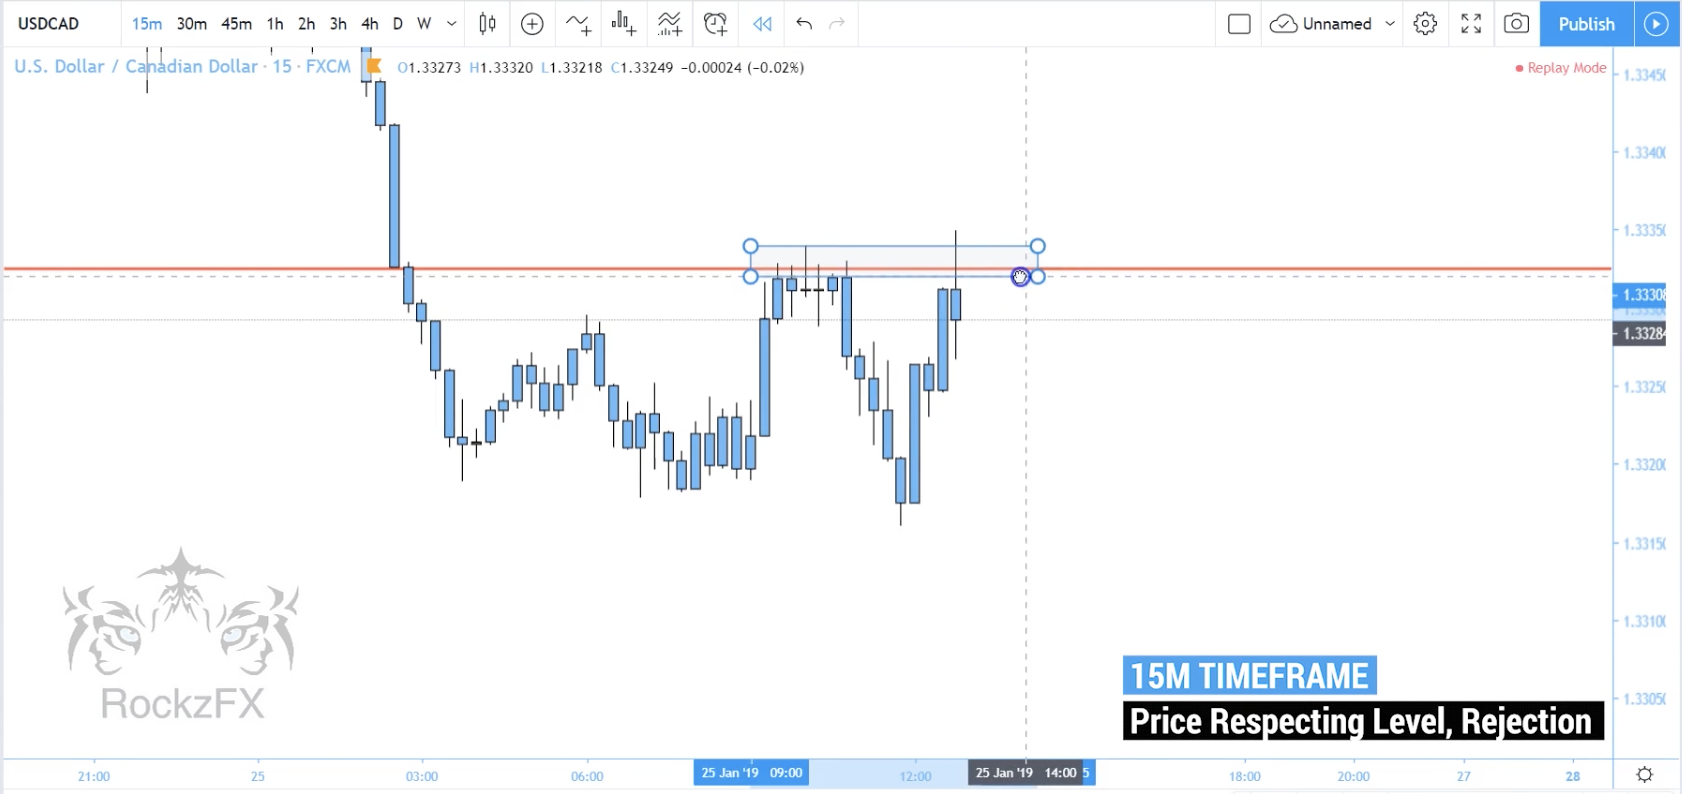 USDCAD 15m 30m 45m 1h 2h 3h 4h D W Unnamed Publish
U.S. Dollar / Canadian Dollar · 15 · FXCM O1.33273 H1.33320 L1.33218 C1.33249 −0.00024 (−0.02%) Replay Mode
1.3345
1.3340
1.3335
1.3330
1.33284
1.3325
1.3320
1.3315
1.3310
1.3305
RockzFX
15M TIMEFRAME
Price Respecting Level, Rejection
21:00 25 03:00 06:00 25 Jan '19 09:00 12:00 25 Jan '19 14:00 5 18:00 20:00 27 28